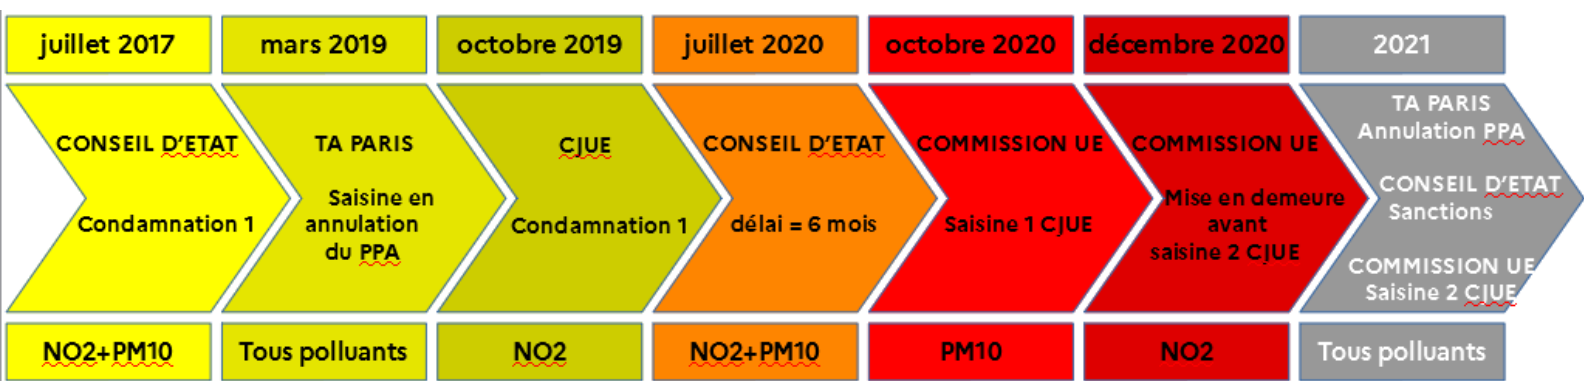 juillet 2017
mars 2019
octobre 2019
juillet 2020
octobre 2020
décembre 2020
2021
CONSEIL D'ETAT
Condamnation 1
TA PARIS
Saisine en
annulation
du PPA
CJUE
Condamnation 1
CONSEIL D'ETAT
délai = 6 mois
COMMISSION UE
Saisine 1 CJUE
COMMISSION UE
Mise en demeure
avant
saisine 2 CJUE
TA PARIS
Annulation PPA
CONSEIL D'ETAT
Sanctions
COMMISSION UE
Saisine 2 CJUE
NO2+PM10
Tous polluants
NO2
NO2+PM10
PM10
NO2
Tous polluants